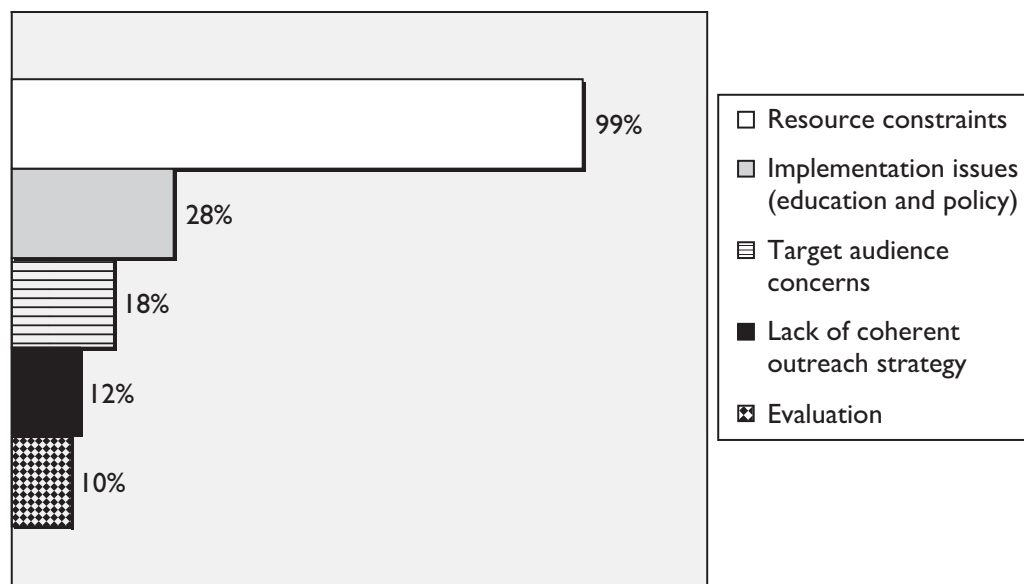 99%
28%
18%
12%
10%
Resource constraints
Implementation issues
(education and policy)
Target audience
concerns
Lack of coherent
outreach strategy
Evaluation